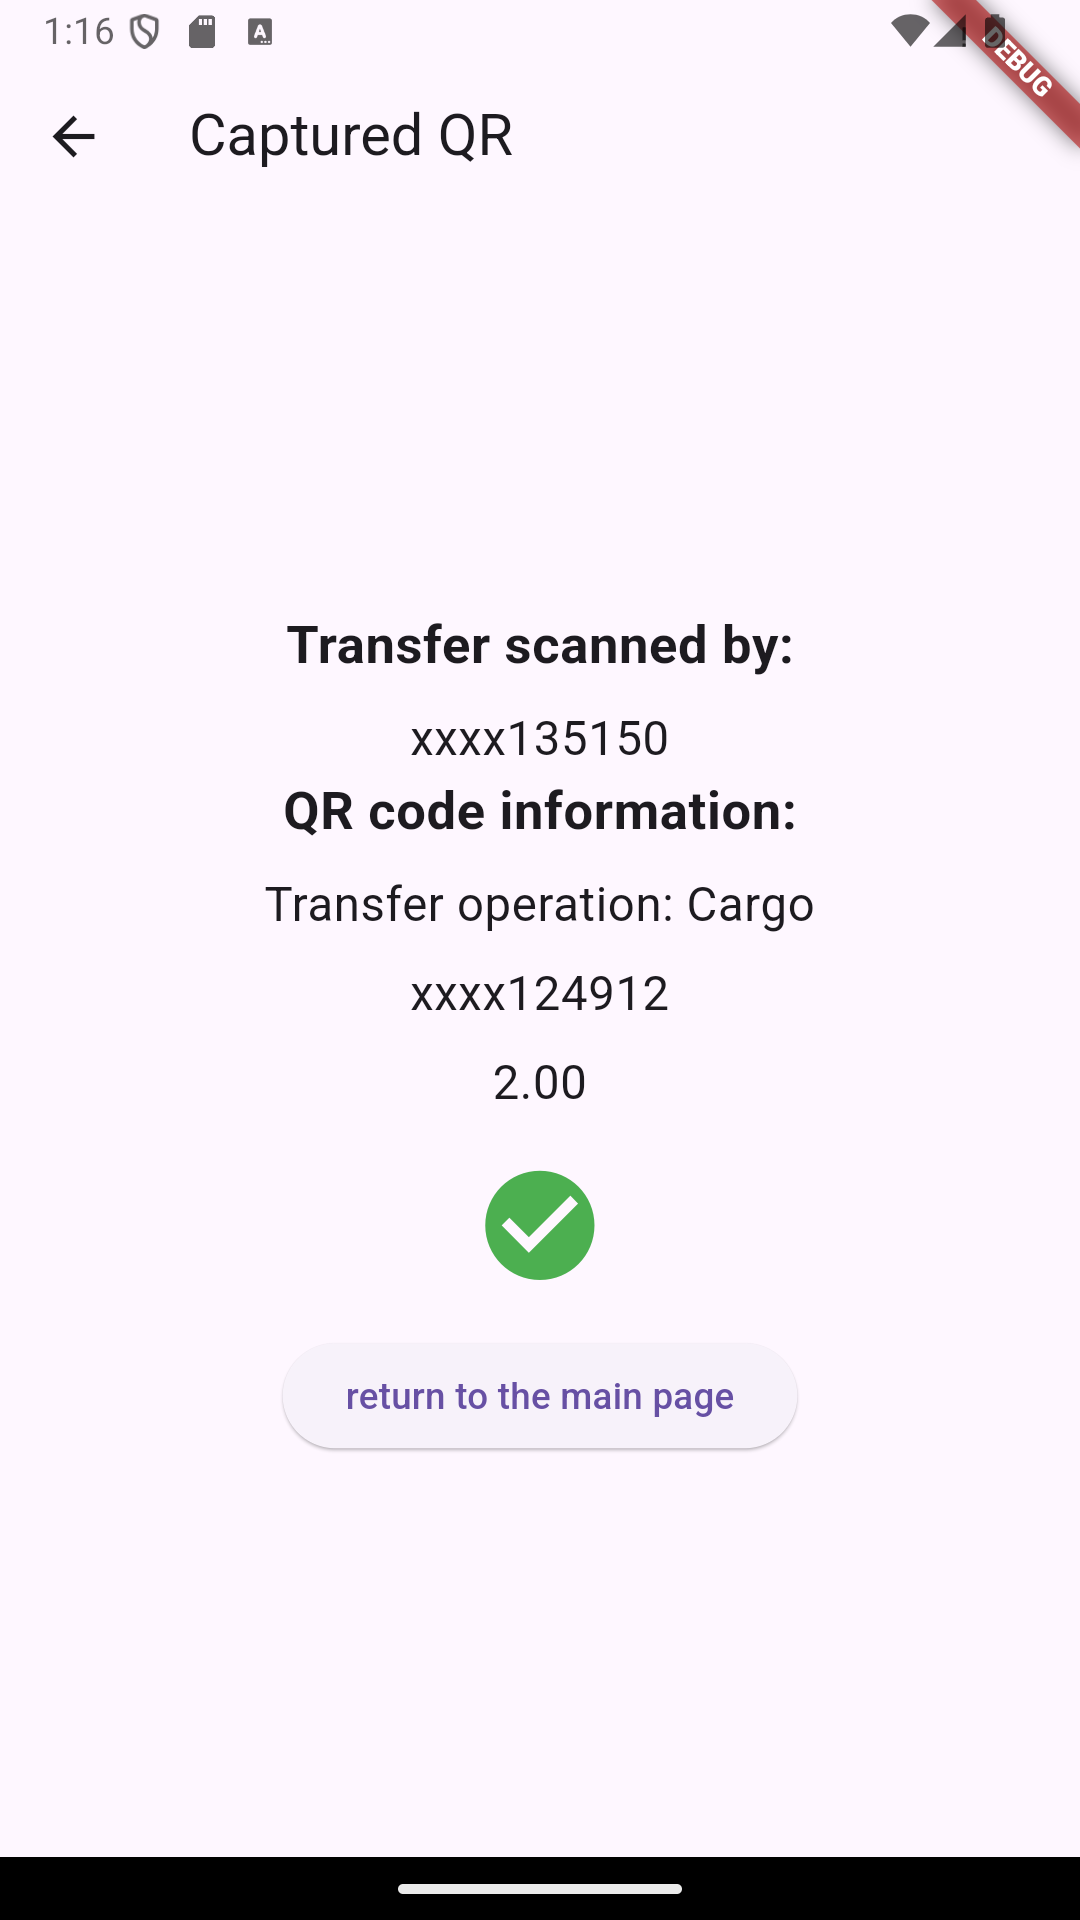 1:16
DEBUG
Captured QR
Transfer scanned by:
xxxx135150
QR code information:
Transfer operation: Cargo
xxxx124912
2.00
return to the main page